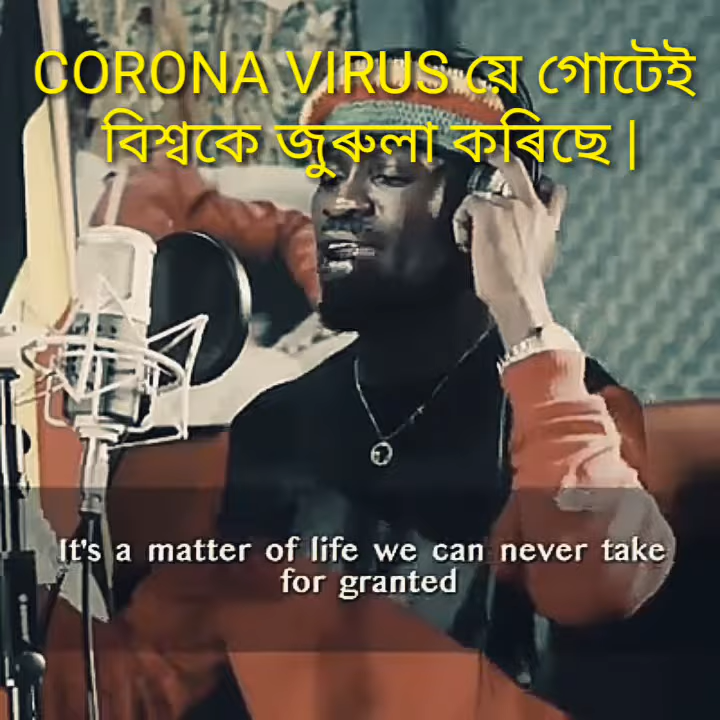 CORONA VIRUS য়ে গোটেই
বিশ্বকে জুৰুলা কৰিছে |
It's a matter of life we can never take
for granted